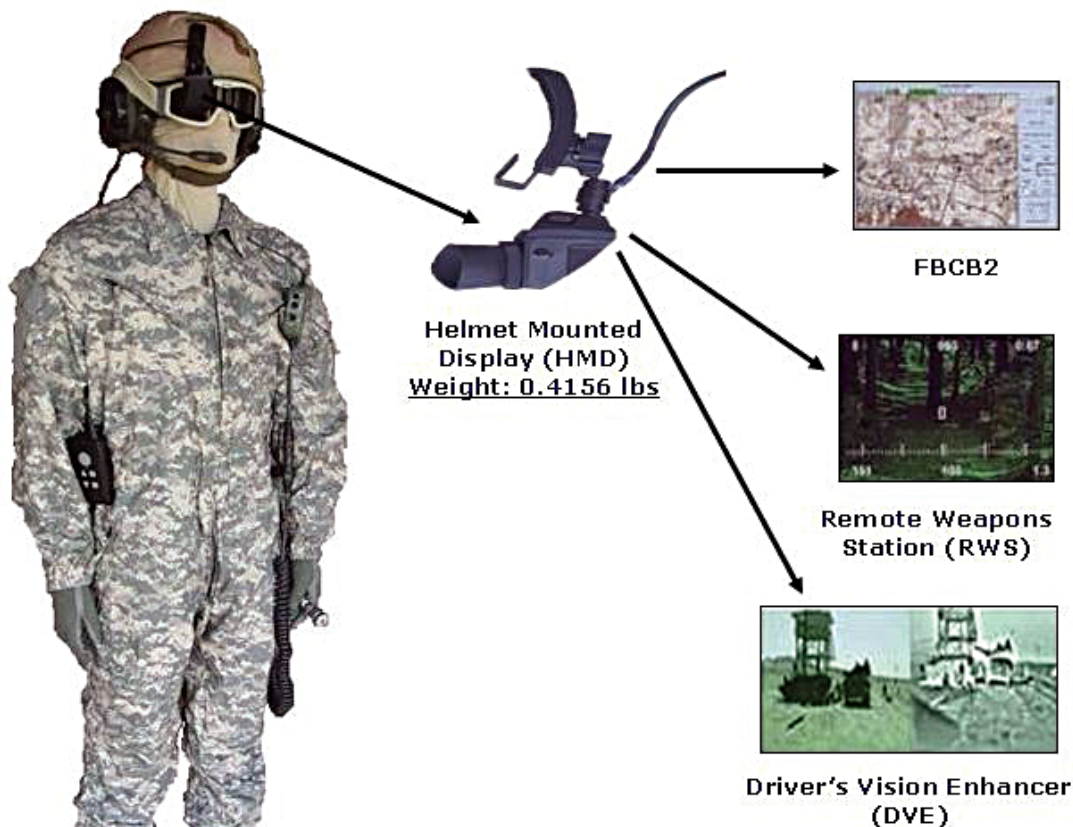 Helmet Mounted
Display (HMD)
Weight: 0.4156 lbs
FBCB2
Remote Weapons
Station (RWS)
Driver's Vision Enhancer
(DVE)